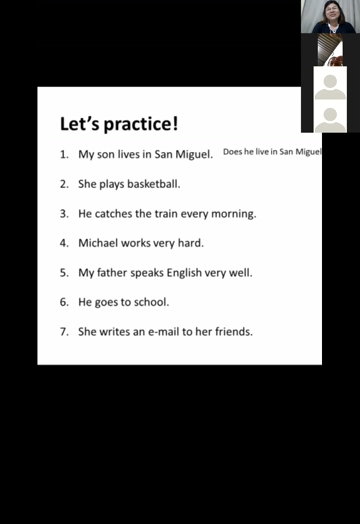 Let's practice!
1. My son lives in San Miguel. Does he live in San Miguel
2. She plays basketball.
3. He catches the train every morning.
4. Michael works very hard.
5. My father speaks English very well.
6. He goes to school.
7. She writes an e-mail to her friends.